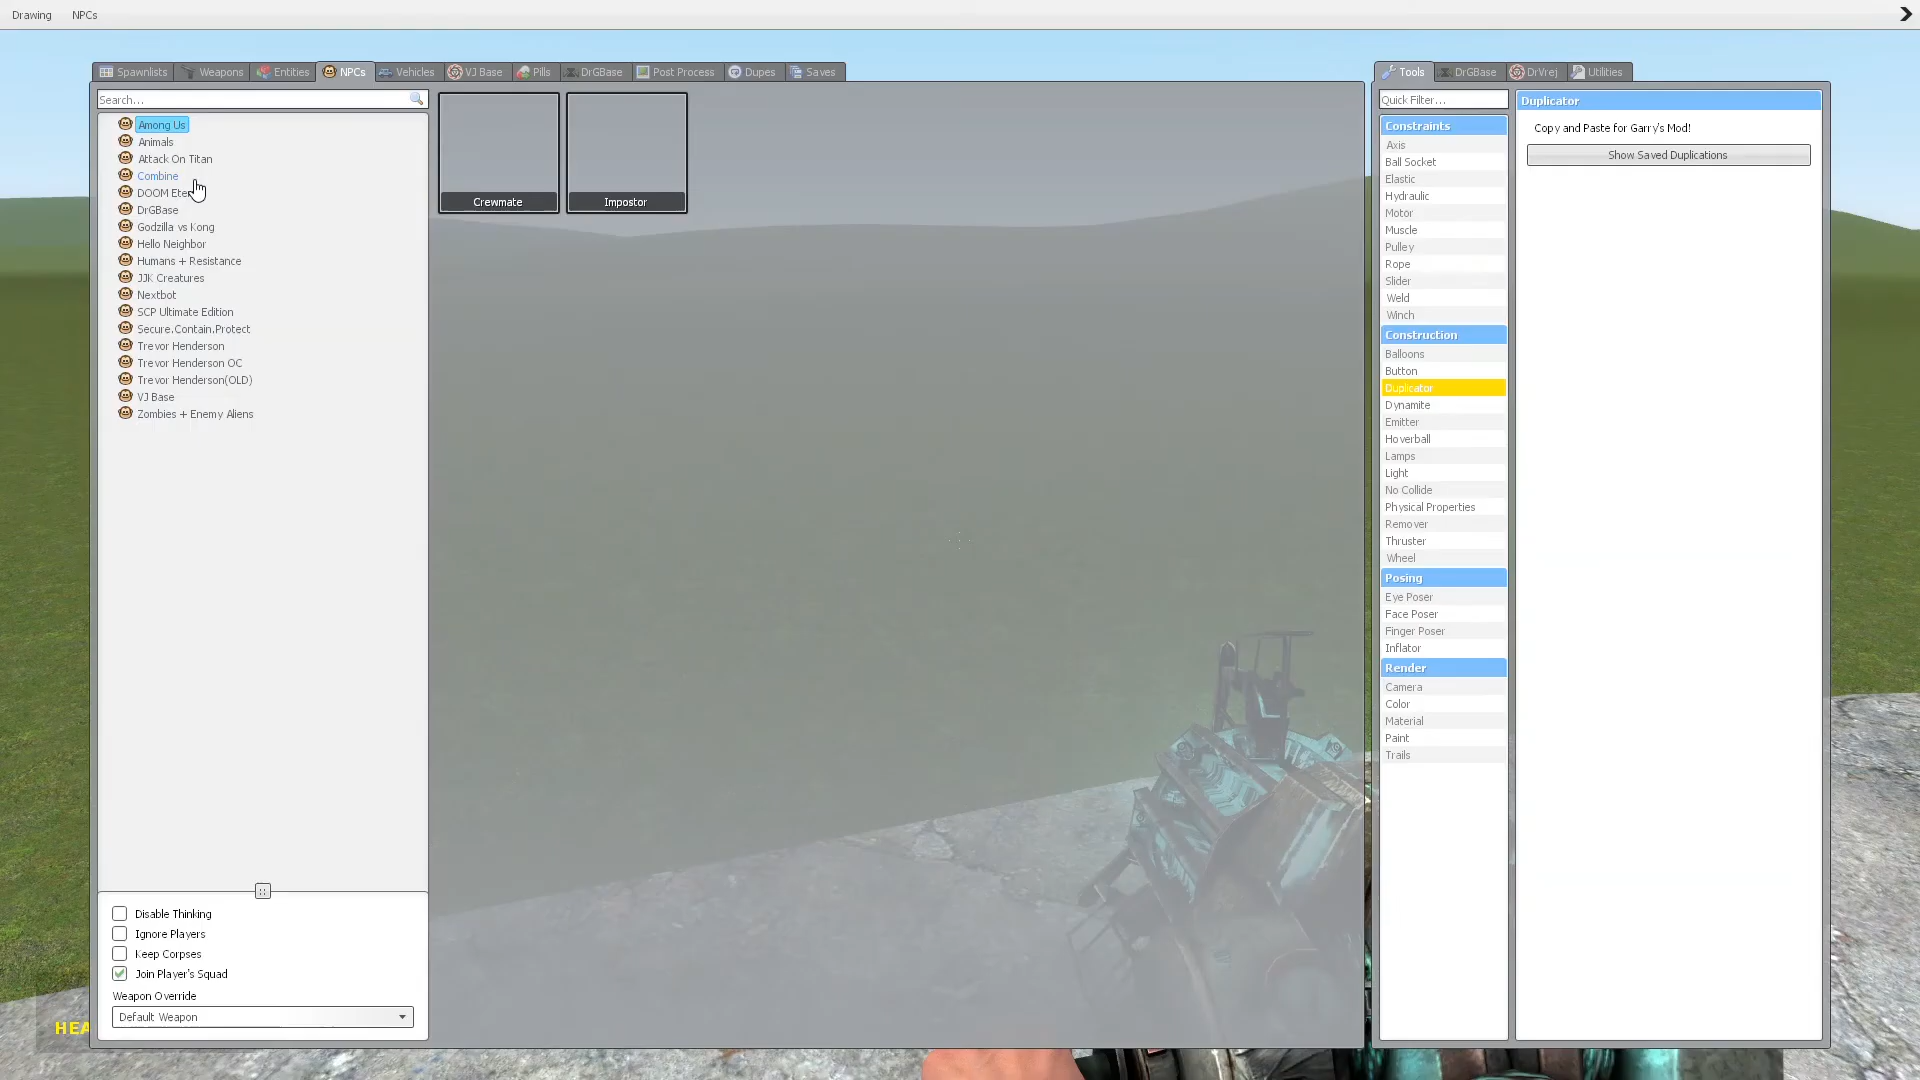 Drawing NPCs
Spawnlists Weapons Entities NPCs Vehicles VJ Base Pills DrGBase Post Process Dupes Saves
Tools DrGBase DrVrej Utilities
Search...
Among Us
Animals
Attack On Titan
Combine
DOOM Ete
DrGBase
Godzilla vs Kong
Hello Neighbor
Humans + Resistance
JJK Creatures
Nextbot
SCP Ultimate Edition
Secure.Contain.Protect
Trevor Henderson
Trevor Henderson OC
Trevor Henderson(OLD)
VJ Base
Zombies + Enemy Aliens
Disable Thinking
Ignore Players
Keep Corpses
Join Player's Squad
Weapon Override
Default Weapon
HEA
Crewmate
Impostor
Quick Filter...
Constraints
Axis
Ball Socket
Elastic
Hydraulic
Motor
Muscle
Pulley
Rope
Slider
Weld
Winch
Construction
Balloons
Button
Duplicator
Dynamite
Emitter
Hoverball
Lamps
Light
No Collide
Physical Properties
Remover
Thruster
Wheel
Posing
Eye Poser
Face Poser
Finger Poser
Inflator
Render
Camera
Color
Material
Paint
Trails
Duplicator
Copy and Paste for Garry's Mod!
Show Saved Duplications